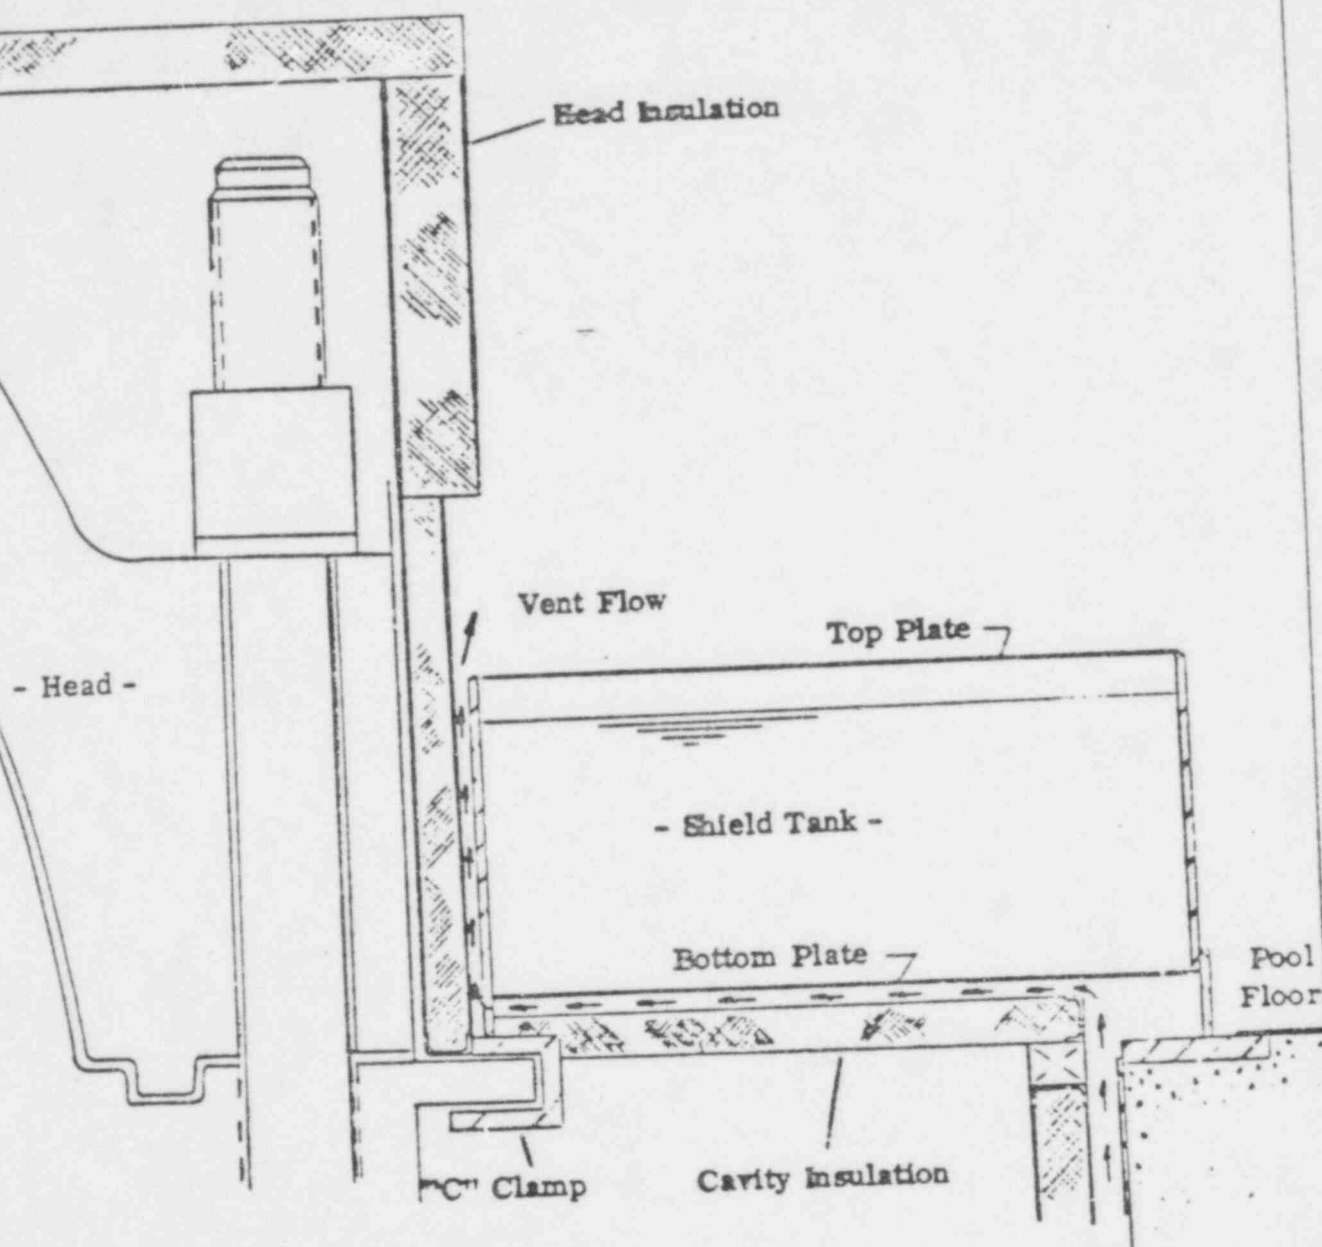 Head Insulation
Vent Flow
Top Plate
- Head -
- Shield Tank -
Bottom Plate
Pool
Floor
"C" Clamp
Cavity Insulation